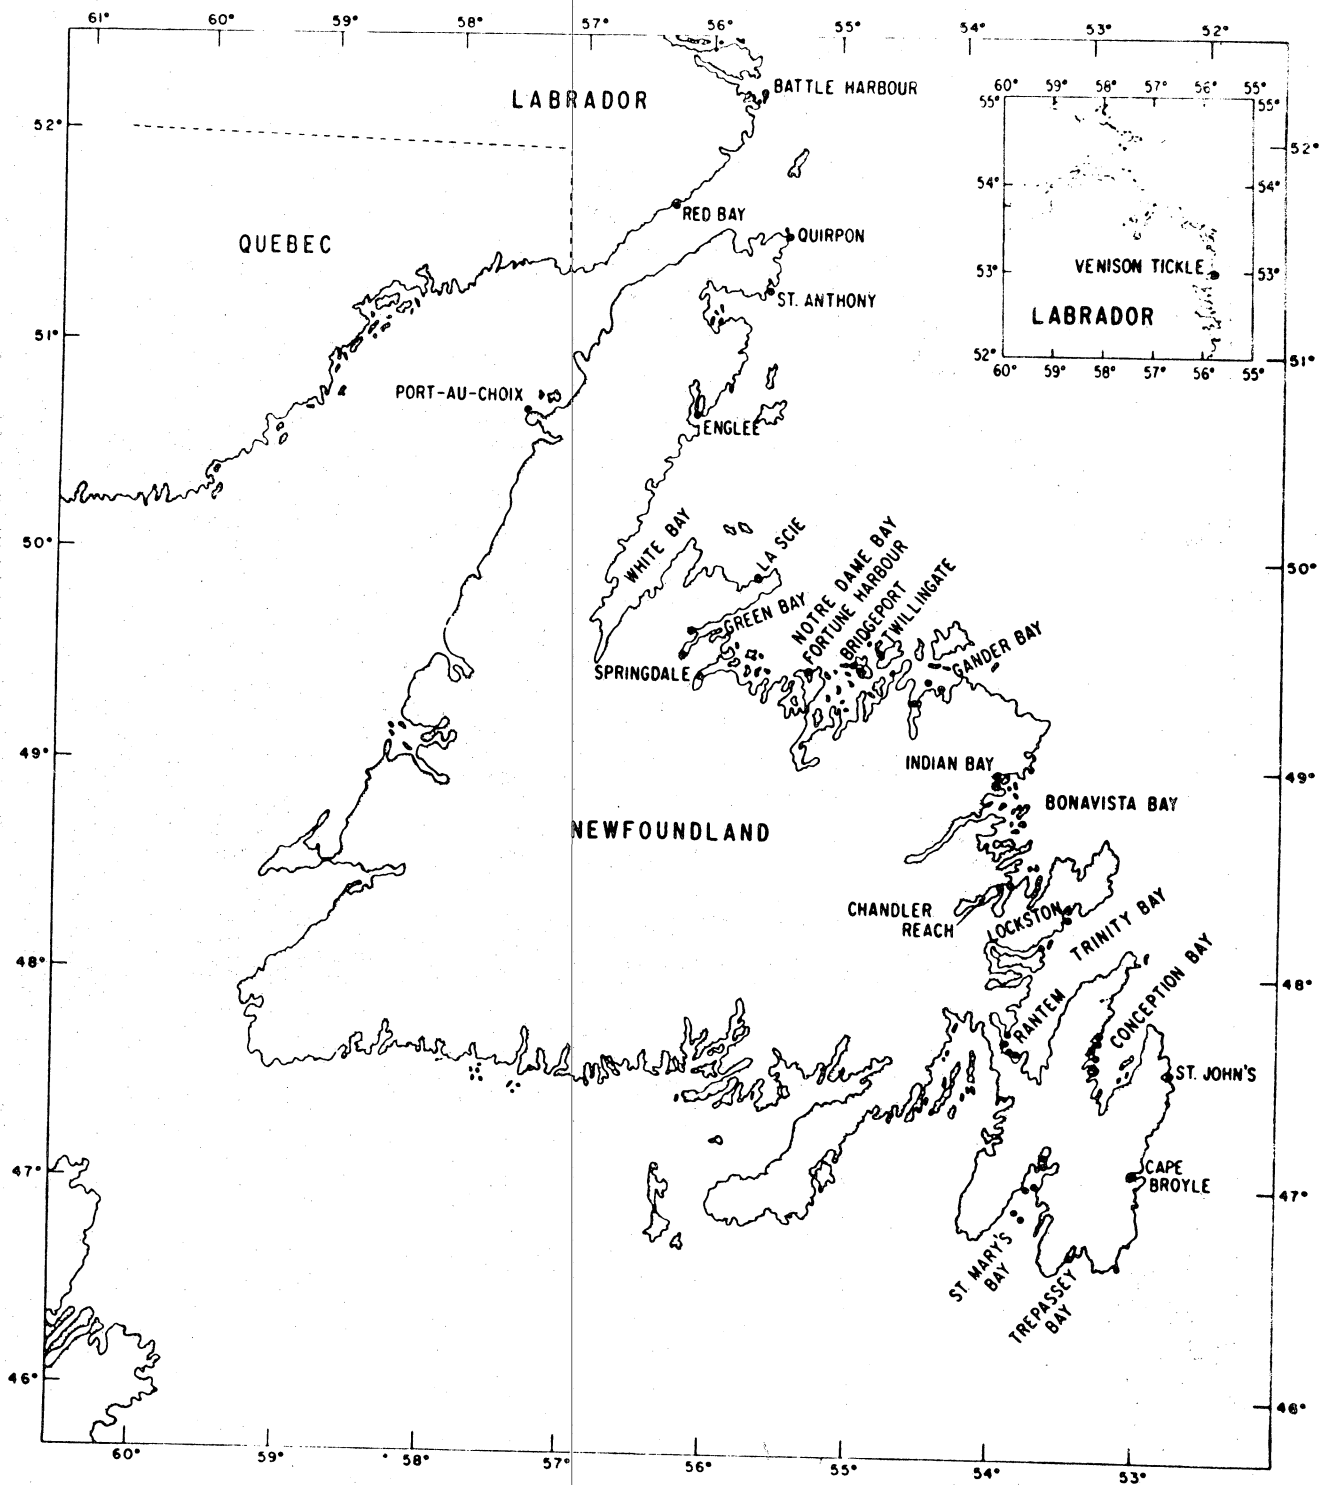 61° 60° 59° 58° 57° 56° 55° 54° 53° 52°
LABRADOR
BATTLE HARBOUR
60° 59° 58° 57° 56° 55°
55° 55°
52° 52°
54° 54°
RED BAY
QUEBEC
QUIRPON
VENISON TICKLE
53° 53°
ST. ANTHONY
LABRADOR
51° 51°
52° 52°
60° 59° 58° 57° 56° 55°
PORT-AU-CHOIX
ENGLEE
WHITE BAY
LA SCIE
NOTRE DAME BAY
FORTUNE HARBOUR
BRIDGEPORT
TWILLINGATE
50° 50°
GREEN BAY
GANDER BAY
SPRINGDALE
49° 49°
INDIAN BAY
BONAVISTA BAY
NEWFOUNDLAND
CHANDLER
REACH
LOCKSTON
TRINITY BAY
48° 48°
CONCEPTION BAY
RANTEM
ST. JOHN'S
47° 47°
CAPE
BROYLE
ST. MARY'S
BAY
TREPASSEY
BAY
46° 46°
60° 59° 58° 57° 56° 55° 54° 53°